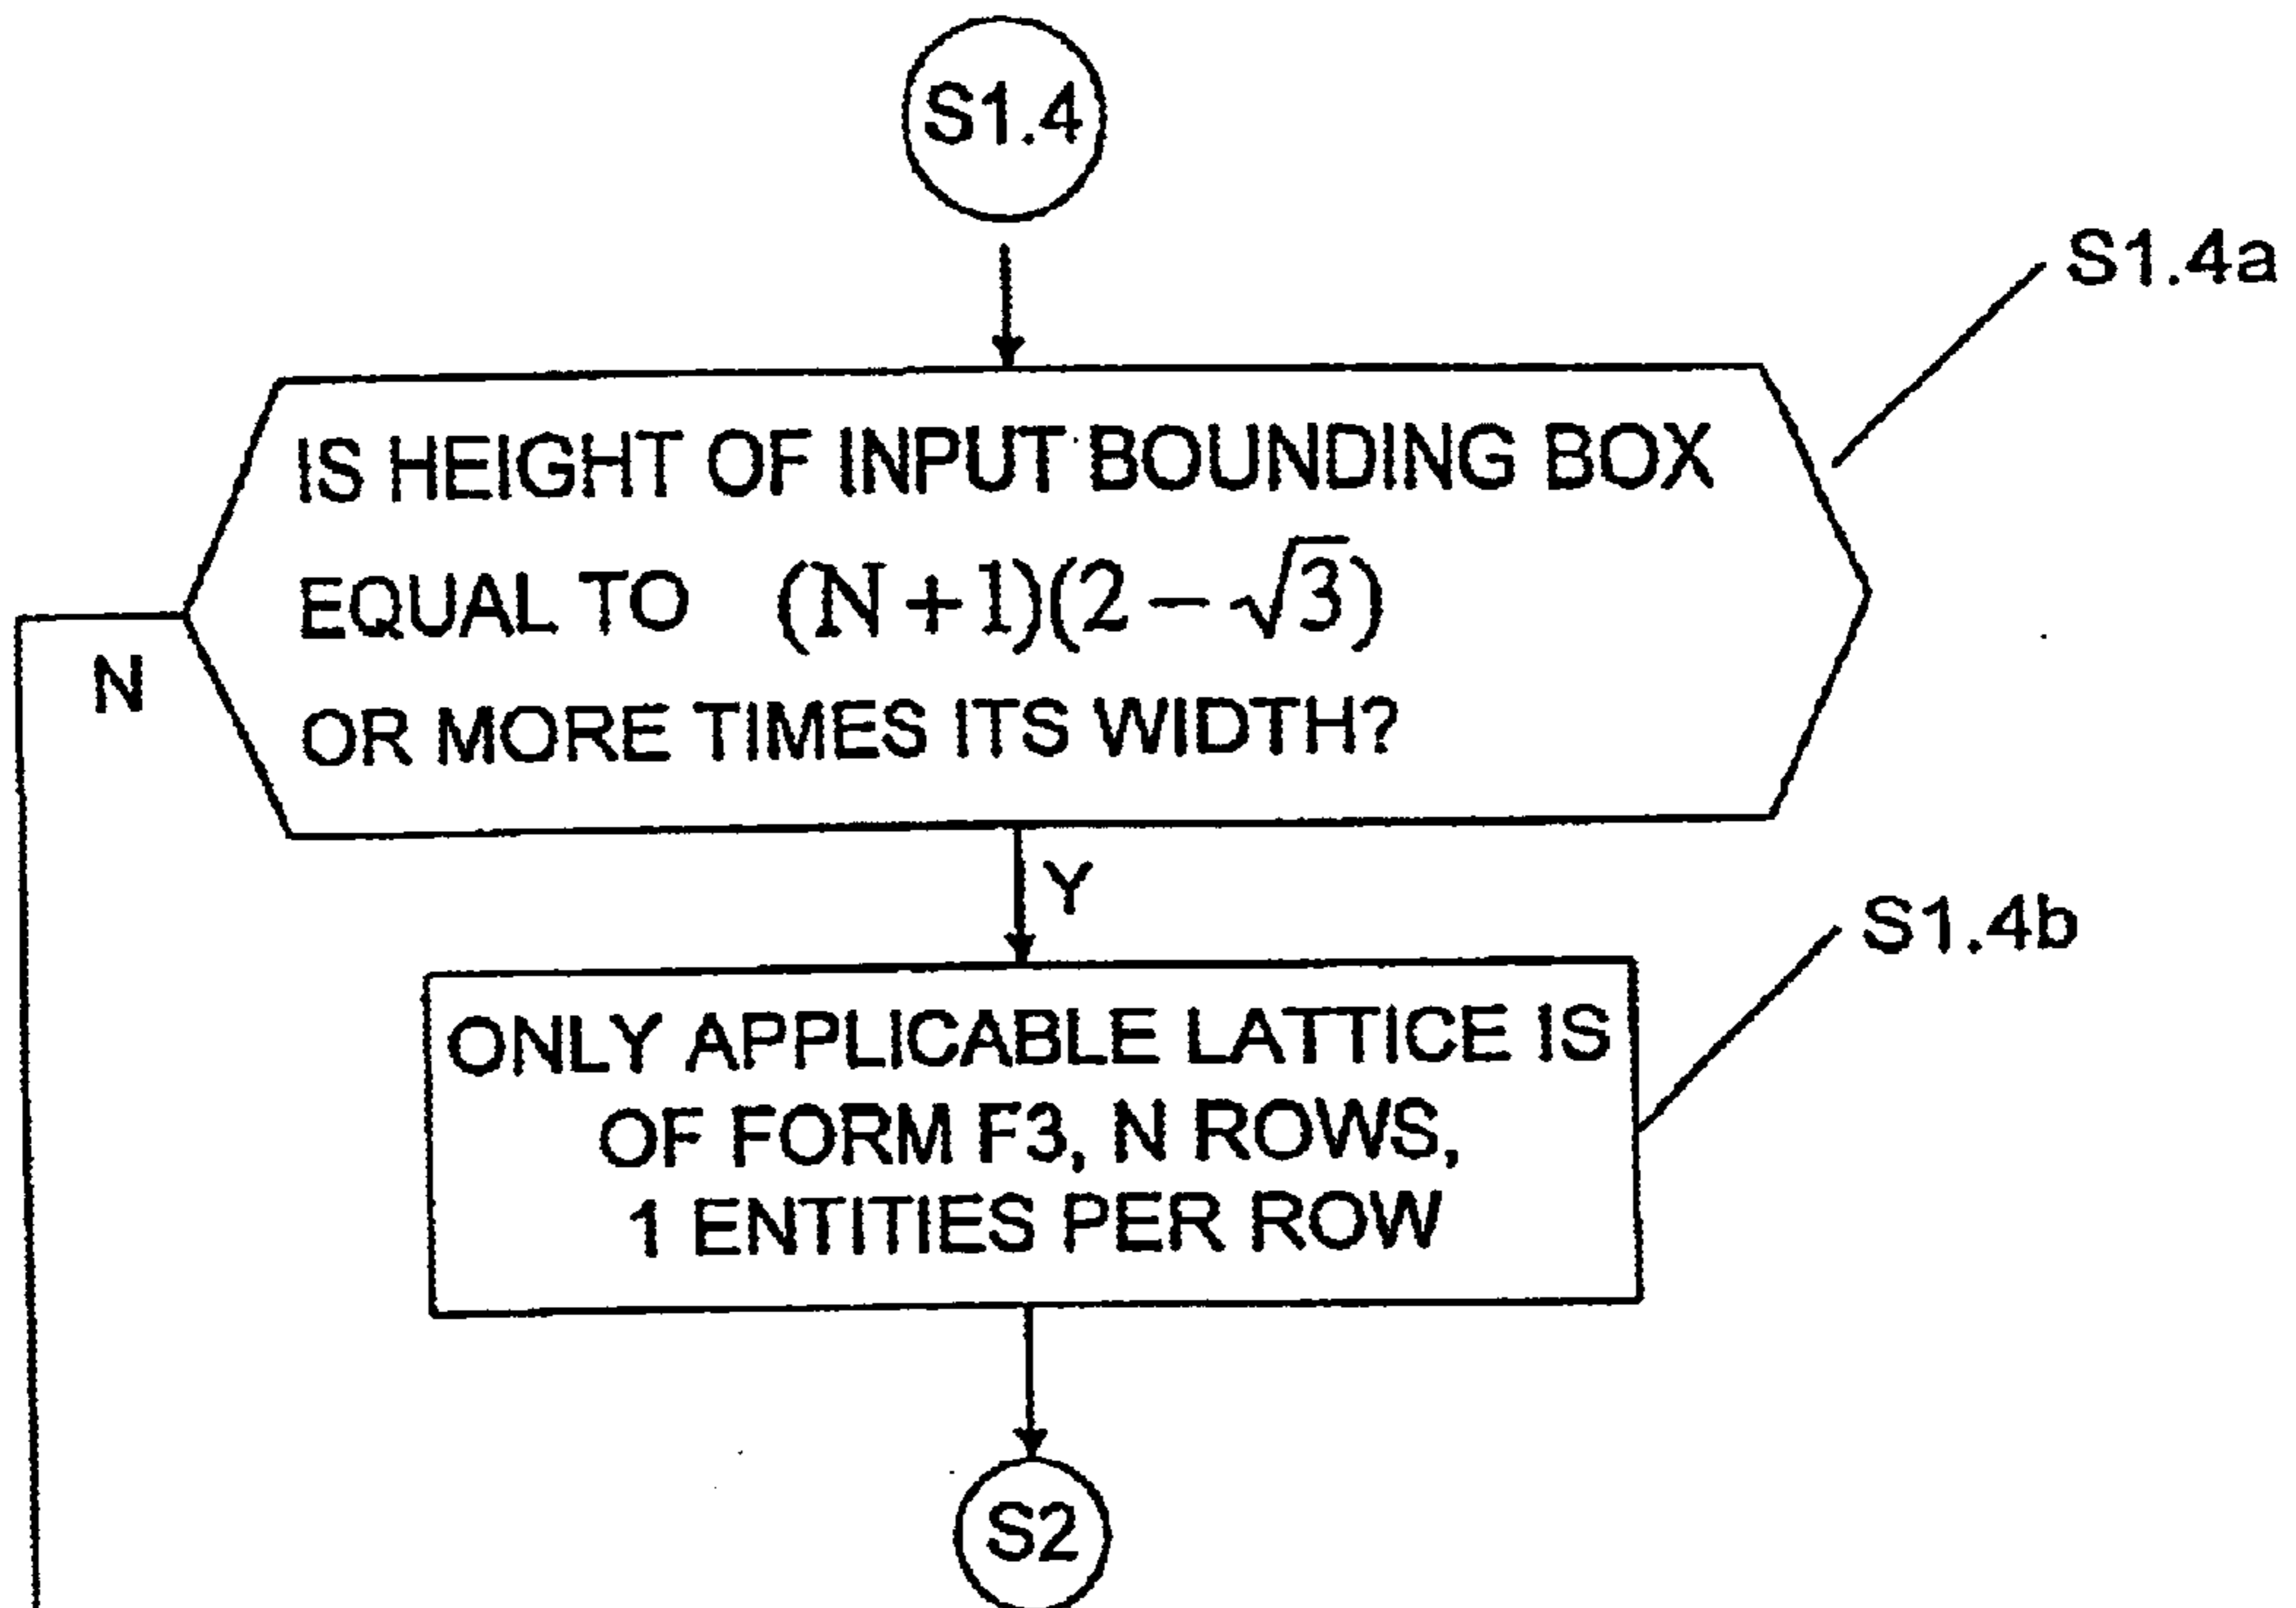 S1.4
S1.4a
IS HEIGHT OF INPUT BOUNDING BOX
EQUAL TO (N + 1)(2 − √3)
OR MORE TIMES ITS WIDTH?
N
Y
S1.4b
ONLY APPLICABLE LATTICE IS
OF FORM F3, N ROWS,
1 ENTITIES PER ROW
S2